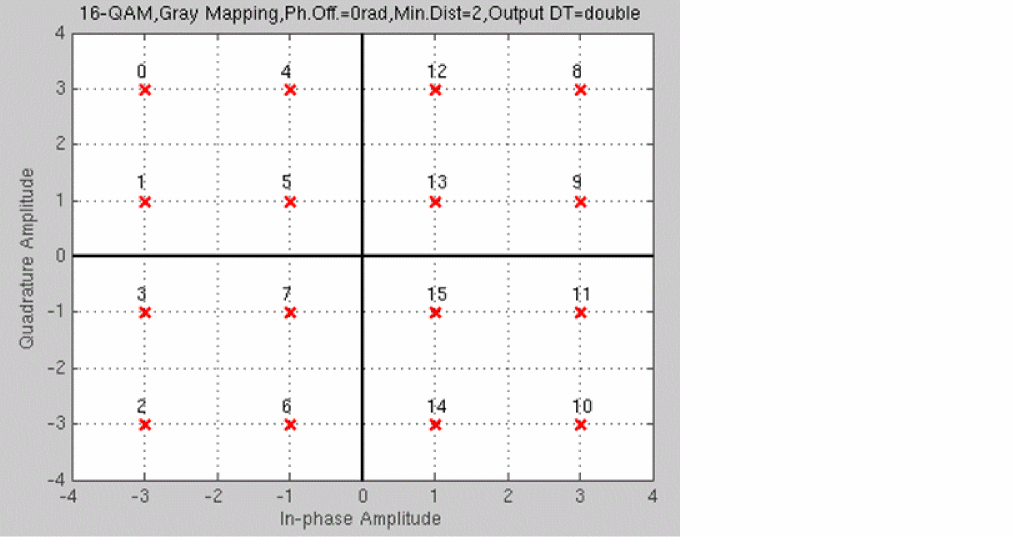 16-QAM,Gray Mapping,Ph.Off.=0rad,Min.Dist=2,Output DT=double
4
0 4 12 8
3
2
1 5 13 9
1
Quadrature Amplitude
0
3 7 15 11
-1
-2
2 6 14 10
-3
-4
-4 -3 -2 -1 0 1 2 3 4
In-phase Amplitude